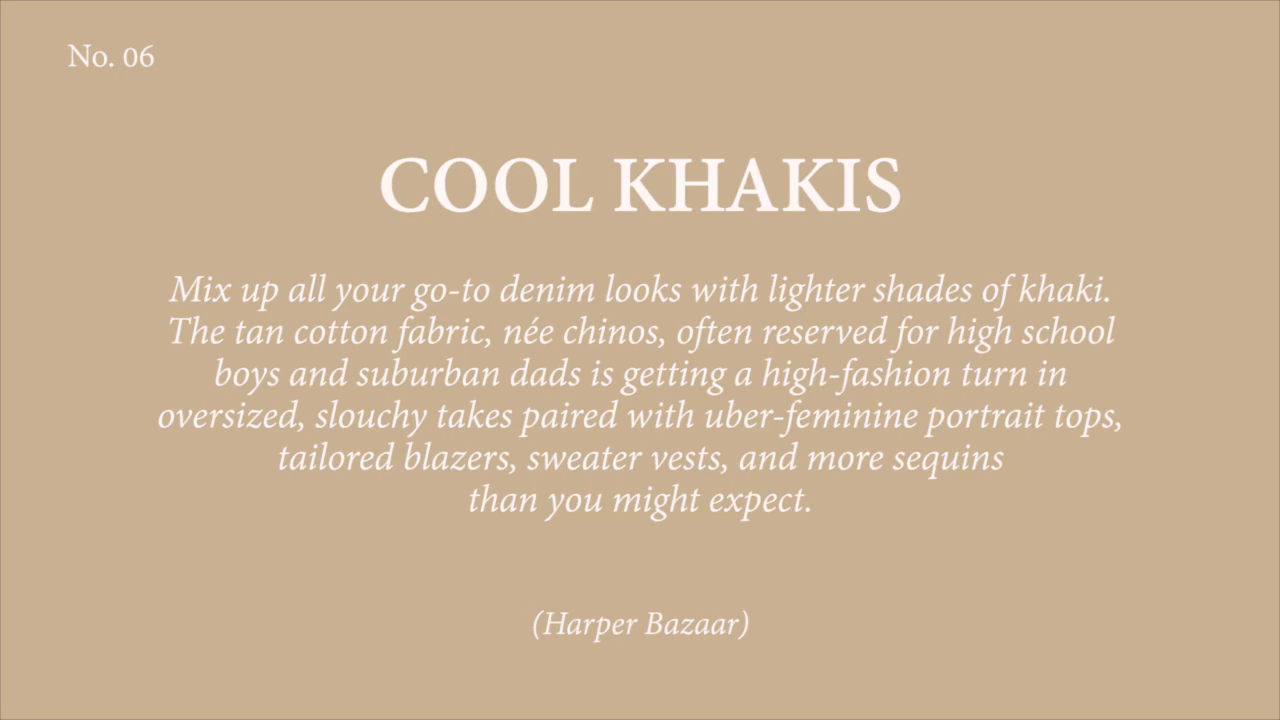 No. 06
COOL KHAKIS
Mix up all your go-to denim looks with lighter shades of khaki.
The tan cotton fabric, née chinos, often reserved for high school
boys and suburban dads is getting a high-fashion turn in
oversized, slouchy takes paired with uber-feminine portrait tops,
tailored blazers, sweater vests, and more sequins
than you might expect.
(Harper Bazaar)